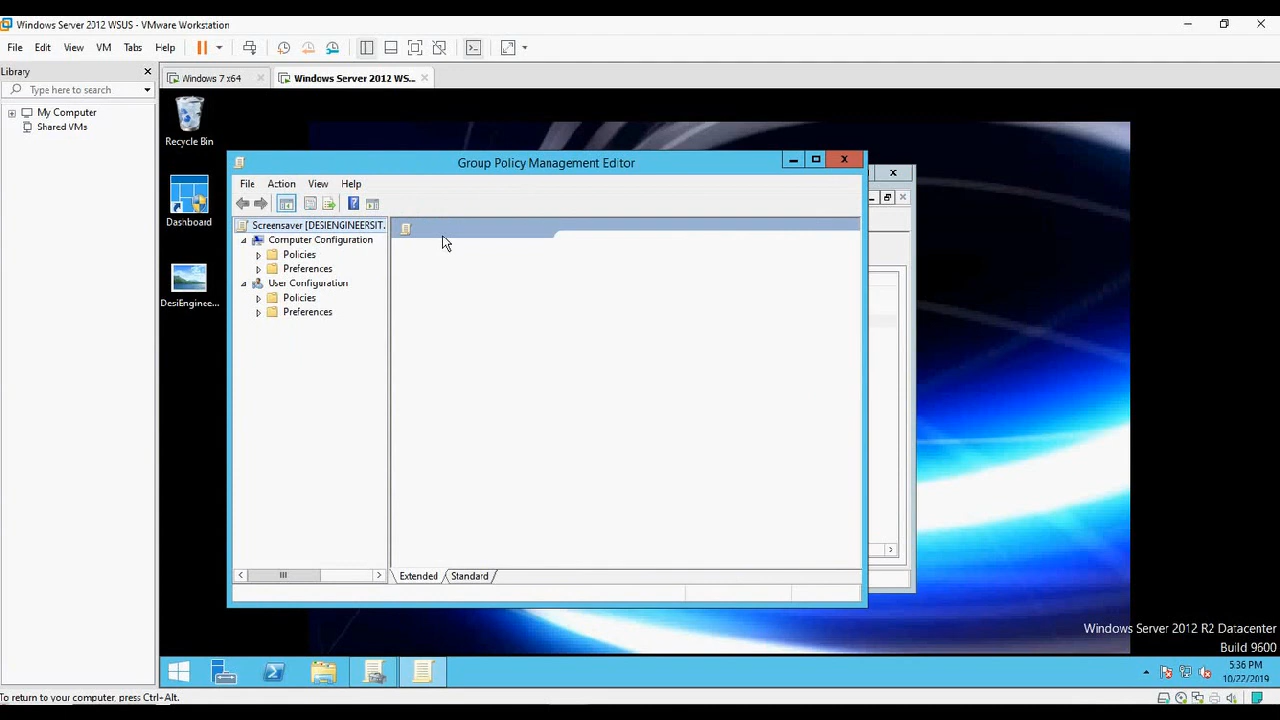 Windows Server 2012 WSUS - VMware Workstation
File Edit View VM Tabs Help
Library
Type here to search
My Computer
Shared VMs
Windows 7 x64
Windows Server 2012 WS...
Recycle Bin
Dashboard
DesiEnginee...
Group Policy Management Editor
File Action View Help
Screensaver [DESIENGINEERSIT.
Computer Configuration
Policies
Preferences
User Configuration
Policies
Preferences
Extended Standard
Windows Server 2012 R2 Datacenter
Build 9600
5:36 PM
10/22/2019
To return to your computer, press Ctrl-Alt.